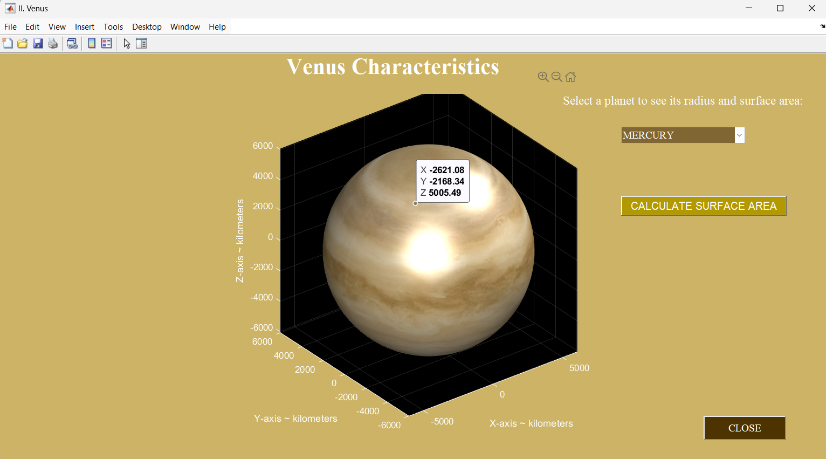 II. Venus
File Edit View Insert Tools Desktop Window Help
Venus Characteristics
Select a planet to see its radius and surface area:
MERCURY
CALCULATE SURFACE AREA
X -2621.08
Y -2168.34
Z 5005.49
Z-axis ~ kilometers
6000
4000
2000
0
-2000
-4000
-6000
6000
4000
2000
0
-2000
-4000
-6000
Y-axis ~ kilometers
-5000
0
5000
X-axis ~ kilometers
CLOSE